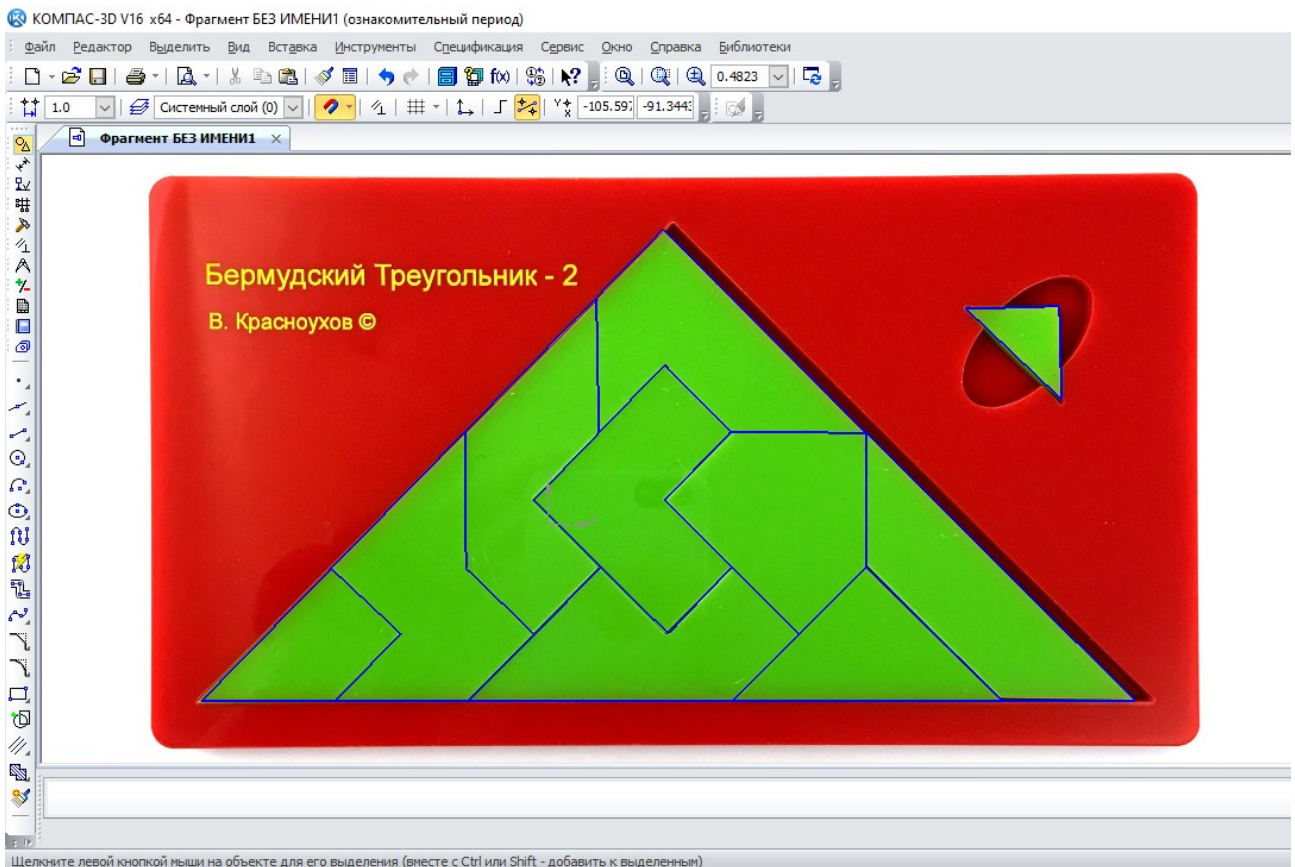 КОМПАС-3D V16 x64 - Фрагмент БЕЗ ИМЕНИ1 (ознакомительный период)
Файл Редактор Выделить Вид Вставка Инструменты Спецификация Сервис Окно Справка Библиотеки
f(x) 0.4823
1.0 Системный слой (0) -105.597 -91.3443
Фрагмент БЕЗ ИМЕНИ1
Бермудский Треугольник - 2
В. Красноухов ©
Щелкните левой кнопкой мыши на объекте для его выделения (вместе с Ctrl или Shift - добавить к выделенным)